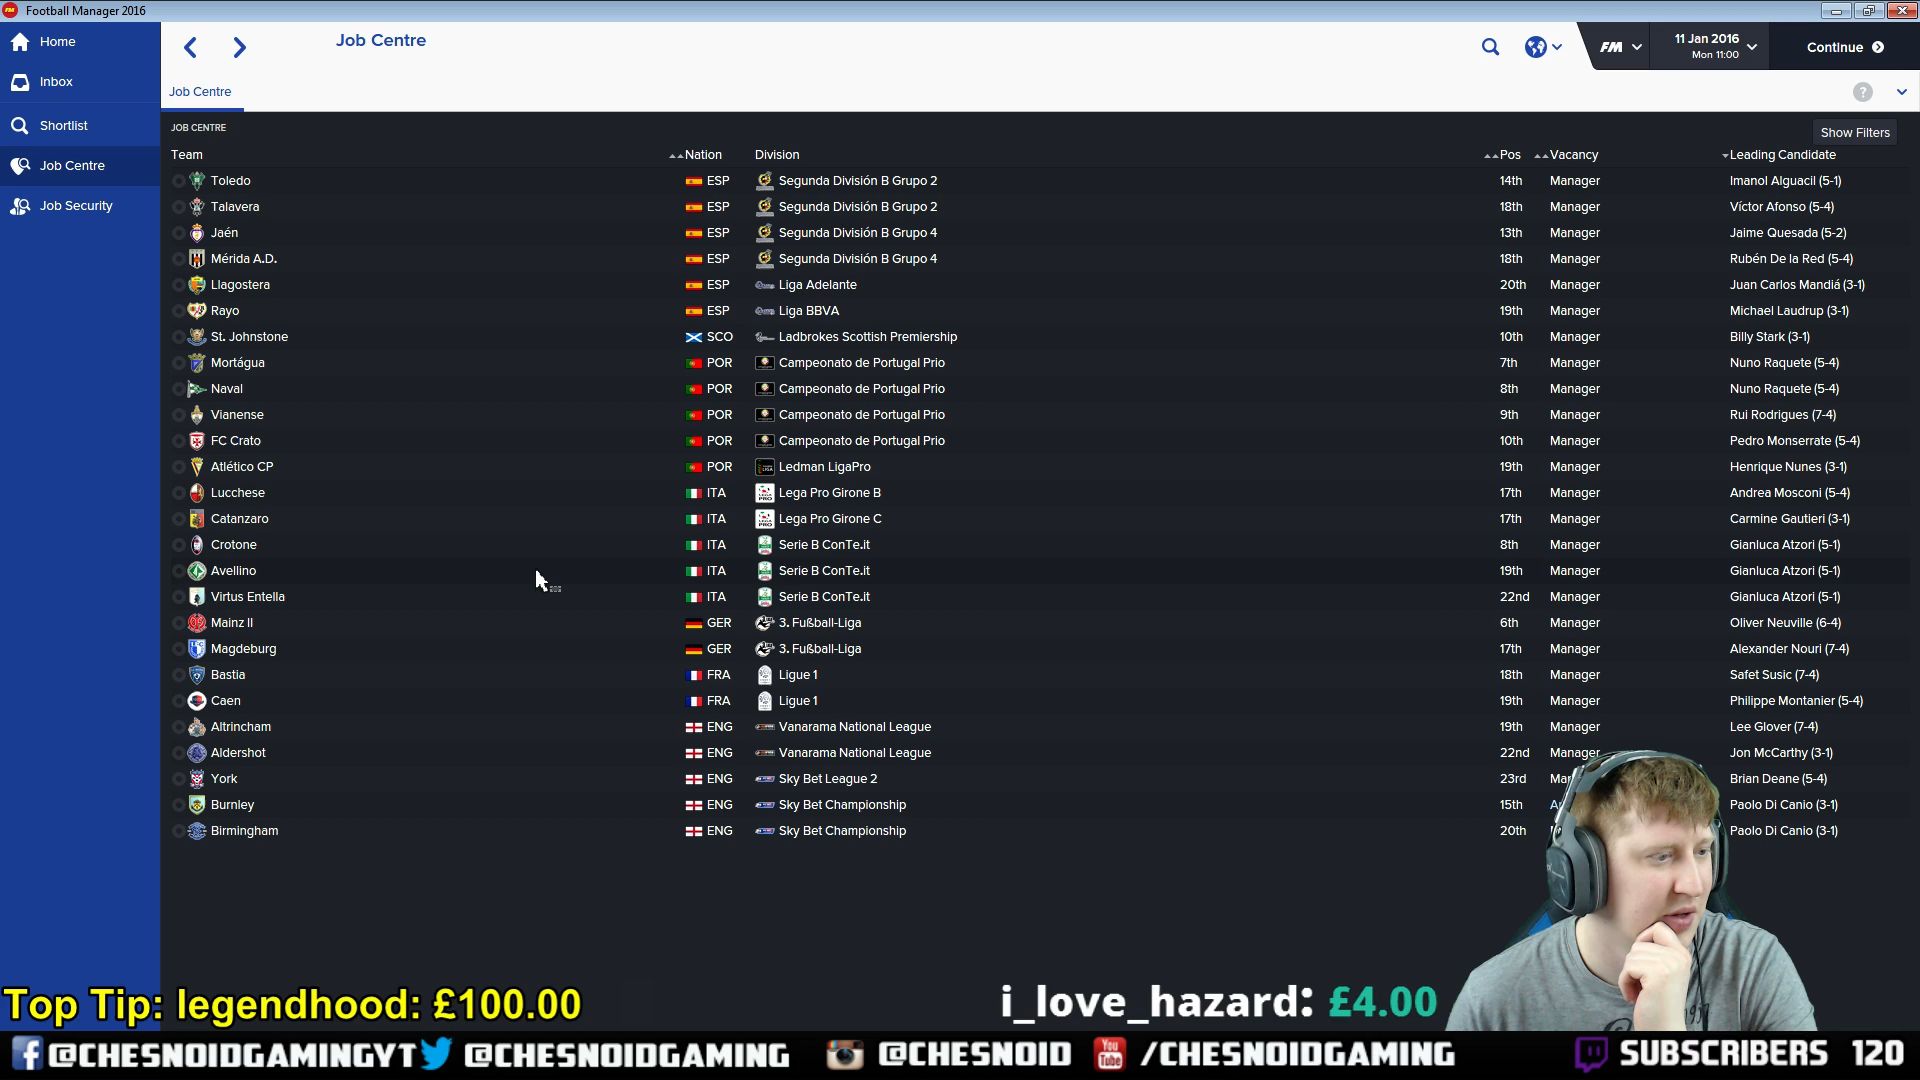 Football Manager 2016
Home
Inbox
Shortlist
Job Centre
Job Security
Job Centre
FM
11 Jan 2016
Mon 11:00
Continue
Job Centre
?
JOB CENTRE
Show Filters
Team Nation Division Pos Vacancy Leading Candidate
Toledo ESP Segunda División B Grupo 2 14th Manager Imanol Alguacil (5-1)
Talavera ESP Segunda División B Grupo 2 18th Manager Víctor Afonso (5-4)
Jaén ESP Segunda División B Grupo 4 13th Manager Jaime Quesada (5-2)
Mérida A.D. ESP Segunda División B Grupo 4 18th Manager Rubén De la Red (5-4)
Llagostera ESP Liga Adelante 20th Manager Juan Carlos Mandiá (3-1)
Rayo ESP Liga BBVA 19th Manager Michael Laudrup (3-1)
St. Johnstone SCO Ladbrokes Scottish Premiership 10th Manager Billy Stark (3-1)
Mortágua POR Campeonato de Portugal Prio 7th Manager Nuno Raquete (5-4)
Naval POR Campeonato de Portugal Prio 8th Manager Nuno Raquete (5-4)
Vianense POR Campeonato de Portugal Prio 9th Manager Rui Rodrigues (7-4)
FC Crato POR Campeonato de Portugal Prio 10th Manager Pedro Monserrate (5-4)
Atlético CP POR Ledman LigaPro 19th Manager Henrique Nunes (3-1)
Lucchese ITA Lega Pro Girone B 17th Manager Andrea Mosconi (5-4)
Catanzaro ITA Lega Pro Girone C 17th Manager Carmine Gautieri (3-1)
Crotone ITA Serie B ConTe.it 8th Manager Gianluca Atzori (5-1)
Avellino ITA Serie B ConTe.it 19th Manager Gianluca Atzori (5-1)
Virtus Entella ITA Serie B ConTe.it 22nd Manager Gianluca Atzori (5-1)
Mainz II GER 3. Fußball-Liga 6th Manager Oliver Neuville (6-4)
Magdeburg GER 3. Fußball-Liga 17th Manager Alexander Nouri (7-4)
Bastia FRA Ligue 1 18th Manager Safet Susic (7-4)
Caen FRA Ligue 1 19th Manager Philippe Montanier (5-4)
Altrincham ENG Vanarama National League 19th Manager Lee Glover (7-4)
Aldershot ENG Vanarama National League 22nd Manager Jon McCarthy (3-1)
York ENG Sky Bet League 2 23rd Brian Deane (5-4)
Burnley ENG Sky Bet Championship 15th Paolo Di Canio (3-1)
Birmingham ENG Sky Bet Championship 20th Paolo Di Canio (3-1)
Top Tip: legendhood: £100.00
i_love_hazard: £4.00
@CHESNOIDGAMINGYT @CHESNOIDGAMING @CHESNOID You Tube /CHESNOIDGAMING SUBSCRIBERS 120